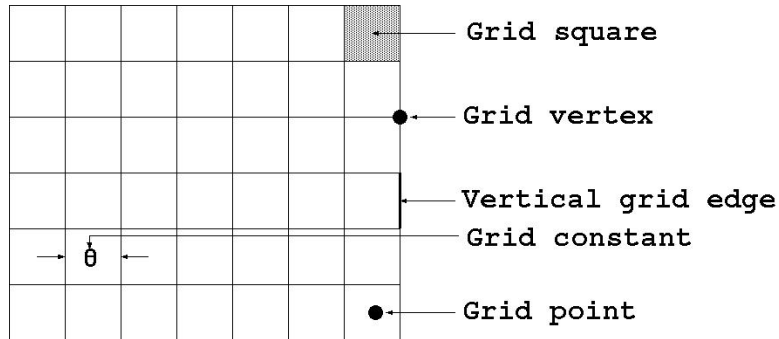 Grid square
Grid vertex
Vertical grid edge
Grid constant
θ
Grid point